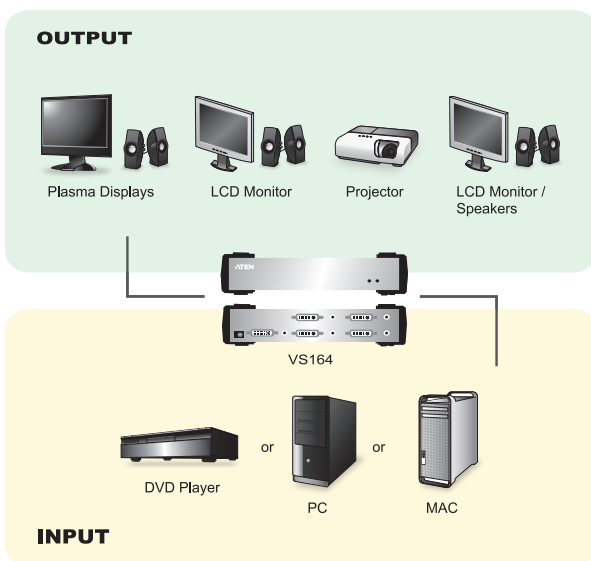 OUTPUT
Plasma Displays
LCD Monitor
Projector
LCD Monitor /
Speakers
ATEN
VS164
or
or
DVD Player
PC
MAC
INPUT